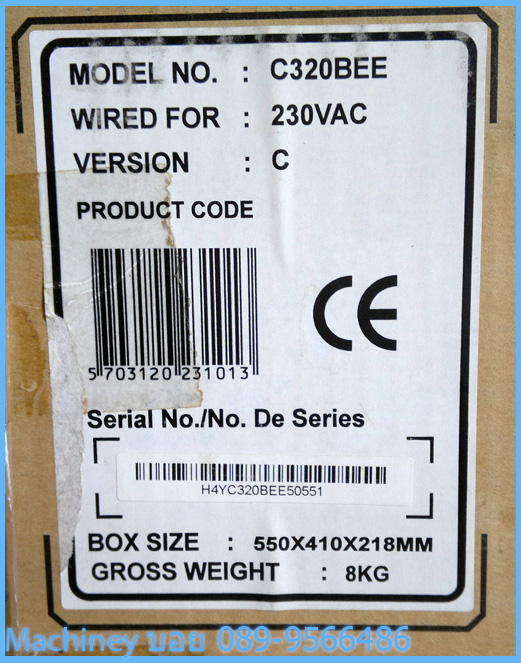 MODEL NO. : C320BEE
WIRED FOR : 230VAC
VERSION : C
PRODUCT CODE
CE
5 703120 231013
Serial No./No. De Series
H4YC320BEE50551
BOX SIZE : 550X410X218MM
GROSS WEIGHT : 8KG
Machiney บอย 089-9566486